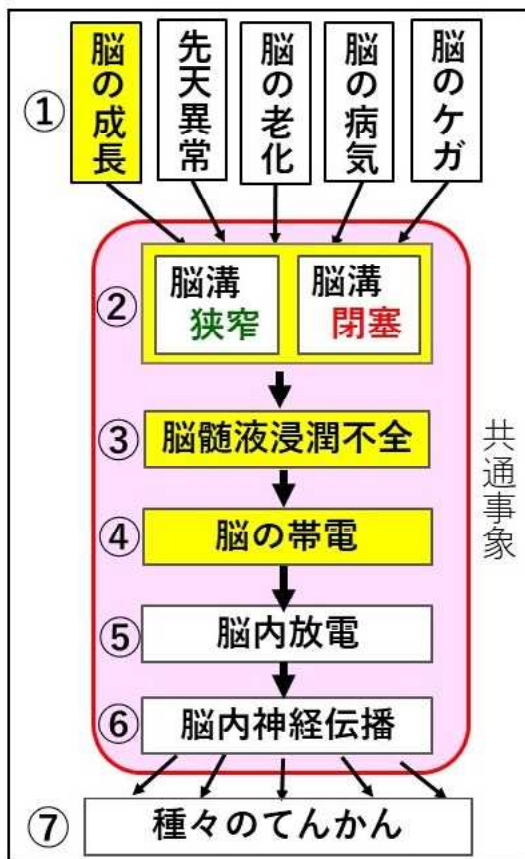 ①
脳の成長
先天異常
脳の老化
脳の病気
脳のケガ
②
脳溝
狭窄
脳溝
閉塞
③
脳髄液浸潤不全
④
脳の帯電
⑤
脳内放電
⑥
脳内神経伝播
共通事象
⑦
種々のてんかん